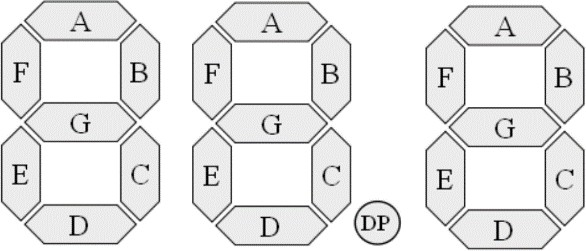 A A A
F B F B F B
G G G
E C E C E C
D D DP D